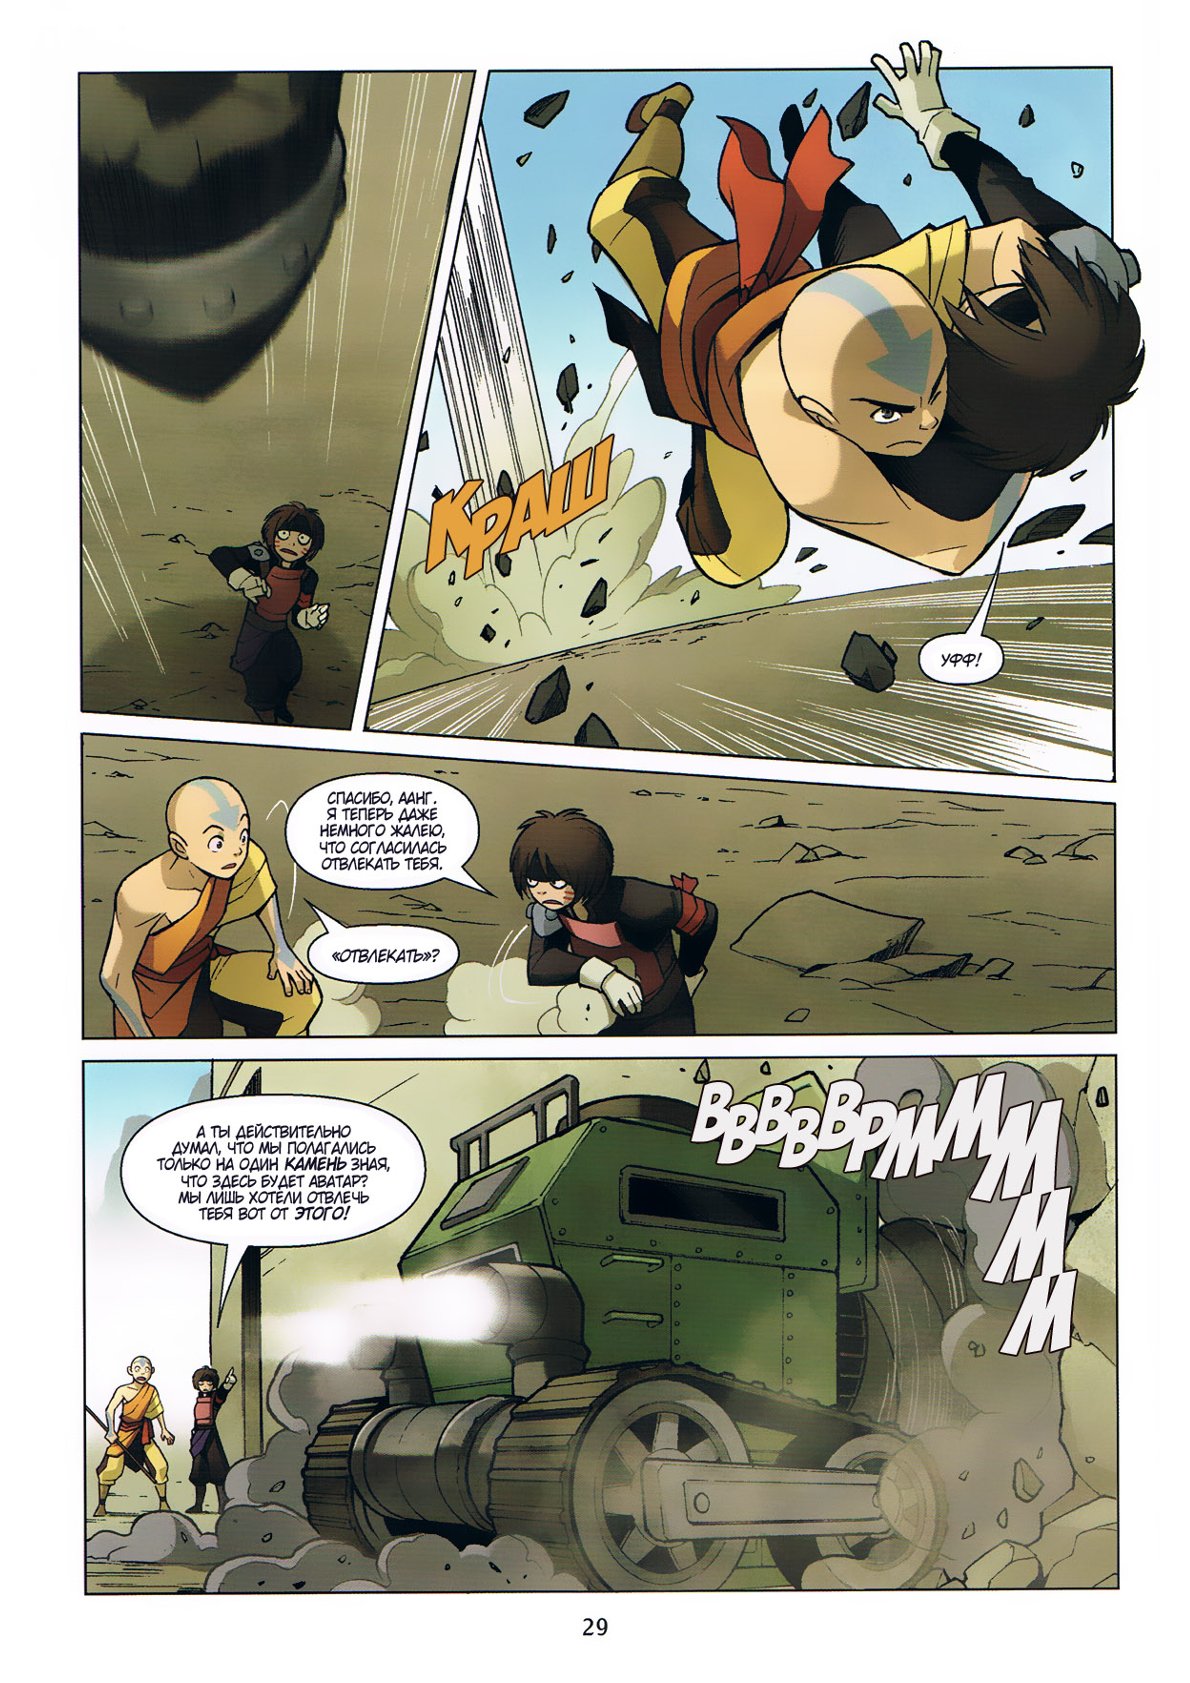 КРАШ
УФФ!
СПАСИБО, ААНГ.
Я ТЕПЕРЬ ДАЖЕ
НЕМНОГО ЖАЛЕЮ,
ЧТО СОГЛАСИЛАСЬ
ОТВЛЕКАТЬ ТЕБЯ.
«ОТВЛЕКАТЬ»?
А ТЫ ДЕЙСТВИТЕЛЬНО
ДУМАЛ, ЧТО МЫ ПОЛАГАЛИСЬ
ТОЛЬКО НА ОДИН КАМЕНЬ ЗНАЯ,
ЧТО ЗДЕСЬ БУДЕТ АВАТАР?
МЫ ЛИШЬ ХОТЕЛИ ОТВЛЕЧЬ
ТЕБЯ ВОТ ОТ ЭТОГО!
ВВВВВРМММММММ
29